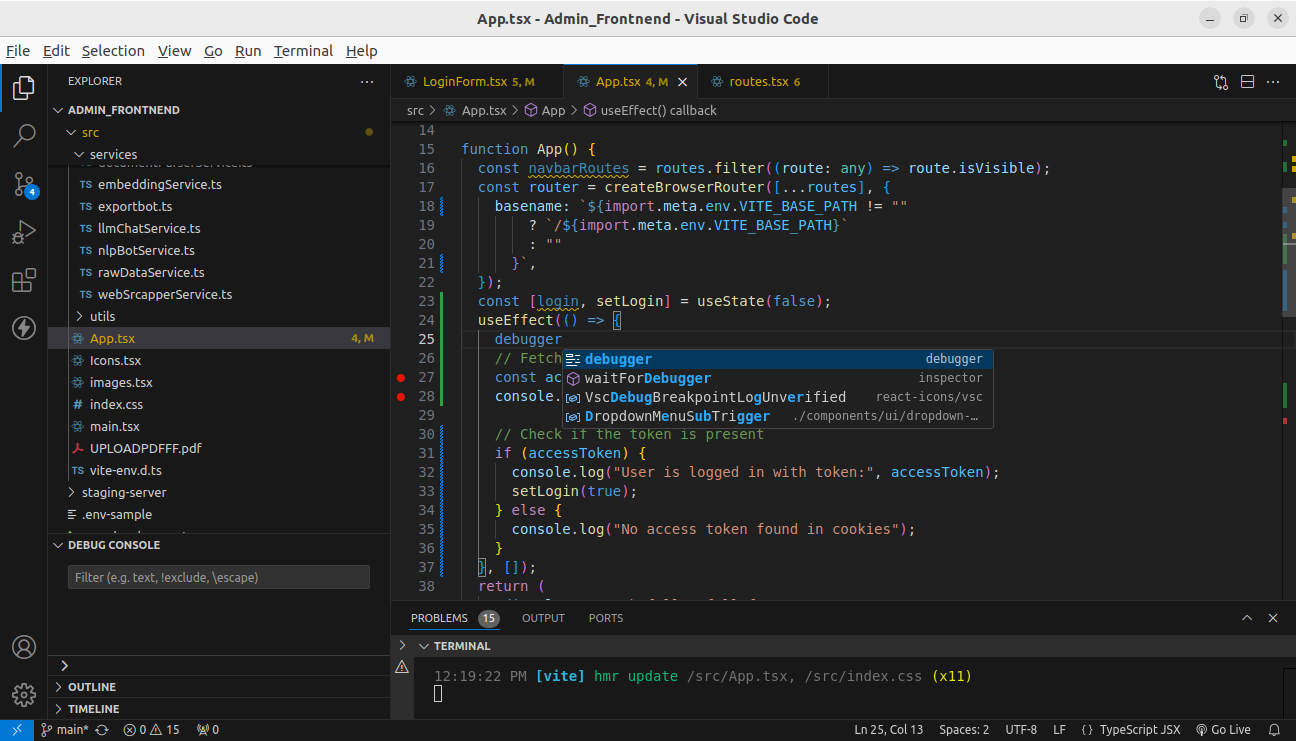 App.tsx - Admin_Frontnend - Visual Studio Code
File Edit Selection View Go Run Terminal Help
EXPLORER
ADMIN_FRONTNEND
src
services
embeddingService.ts
TS exportbot.ts
TS llmChatService.ts
TS nlpBotService.ts
TS rawDataService.ts
TS webSrcapperService.ts
utils
App.tsx 4, M
Icons.tsx
images.tsx
# index.css
main.tsx
UPLOADPDFFF.pdf
TS vite-env.d.ts
staging-server
.env-sample
DEBUG CONSOLE
Filter (e.g. text, !exclude, \escape)
OUTLINE
TIMELINE
4
LoginForm.tsx 5, M App.tsx 4, M routes.tsx 6
src > App.tsx > App > useEffect() callback
14
15 function App() {
16 const navbarRoutes = routes.filter((route: any) => route.isVisible);
17 const router = createBrowserRouter([...routes], {
18 basename: `${import.meta.env.VITE_BASE_PATH != ""
19 ? `/${import.meta.env.VITE_BASE_PATH}`
20 : ""
21 }`,
22 });
23 const [login, setLogin] = useState(false);
24 useEffect(() => {
25 debugger
26 // Fetch
27 const ac
28 console.
debugger debugger
waitForDebugger inspector
VscDebugBreakpointLogUnverified react-icons/vsc
DropdownMenuSubTrigger ./components/ui/dropdown-…
29
30 // Check if the token is present
31 if (accessToken) {
32 console.log("User is logged in with token:", accessToken);
33 setLogin(true);
34 } else {
35 console.log("No access token found in cookies");
36 }
37 }, []);
38 return (
PROBLEMS 15 OUTPUT PORTS
TERMINAL
12:19:22 PM [vite] hmr update /src/App.tsx, /src/index.css (x11)
main* 0 15 0 Ln 25, Col 13 Spaces: 2 UTF-8 LF {} TypeScript JSX Go Live